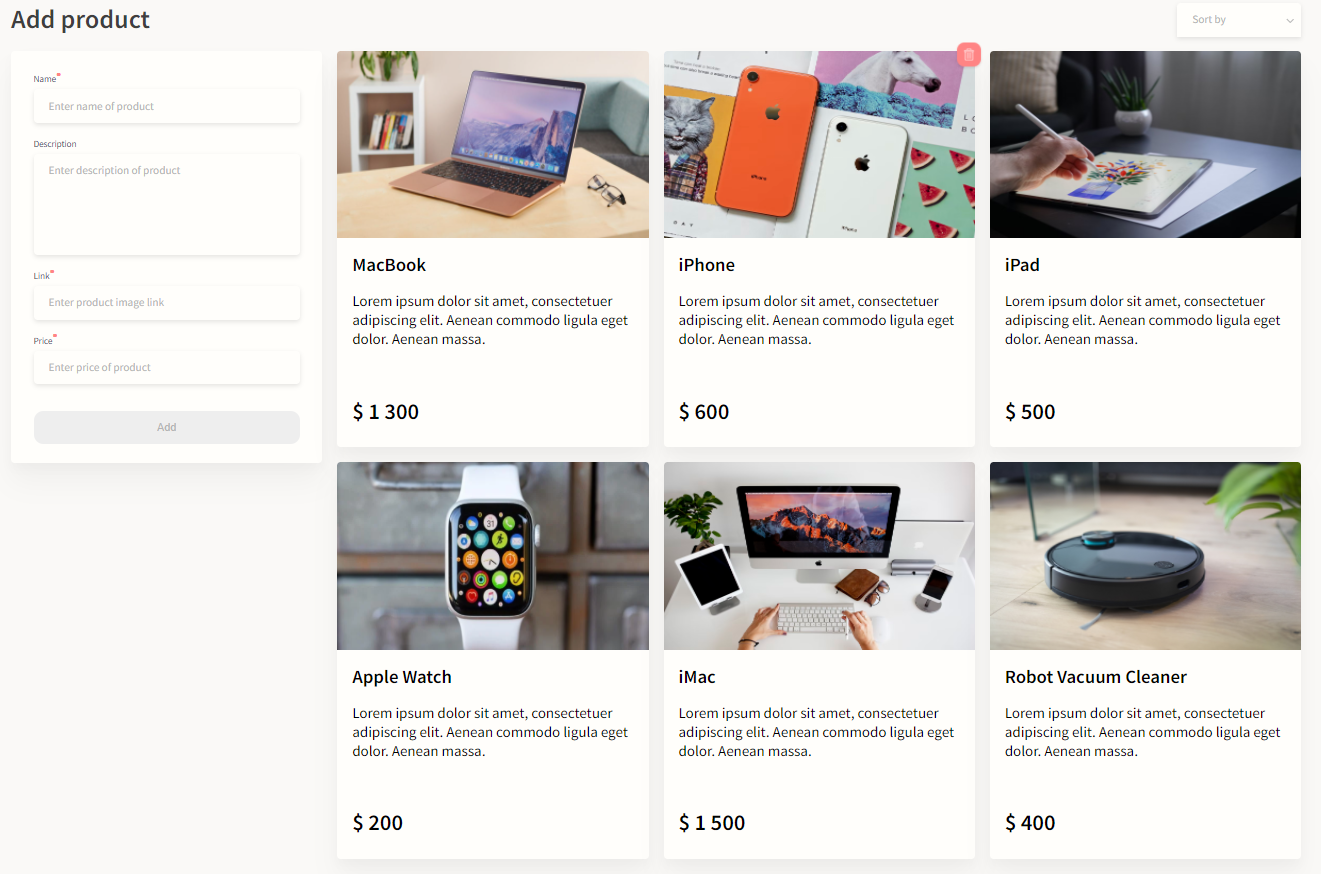 Add product
Sort by
Name*
Enter name of product
Description
Enter description of product
Link*
Enter product image link
Price*
Enter price of product
Add
MacBook
Lorem ipsum dolor sit amet, consectetuer
adipiscing elit. Aenean commodo ligula eget
dolor. Aenean massa.
$ 1 300
iPhone
iPhone
iPhone
Lorem ipsum dolor sit amet, consectetuer
adipiscing elit. Aenean commodo ligula eget
dolor. Aenean massa.
$ 600
iPad
Lorem ipsum dolor sit amet, consectetuer
adipiscing elit. Aenean commodo ligula eget
dolor. Aenean massa.
$ 500
31
Apple Watch
Lorem ipsum dolor sit amet, consectetuer
adipiscing elit. Aenean commodo ligula eget
dolor. Aenean massa.
$ 200
iMac
Lorem ipsum dolor sit amet, consectetuer
adipiscing elit. Aenean commodo ligula eget
dolor. Aenean massa.
$ 1 500
Robot Vacuum Cleaner
Lorem ipsum dolor sit amet, consectetuer
adipiscing elit. Aenean commodo ligula eget
dolor. Aenean massa.
$ 400